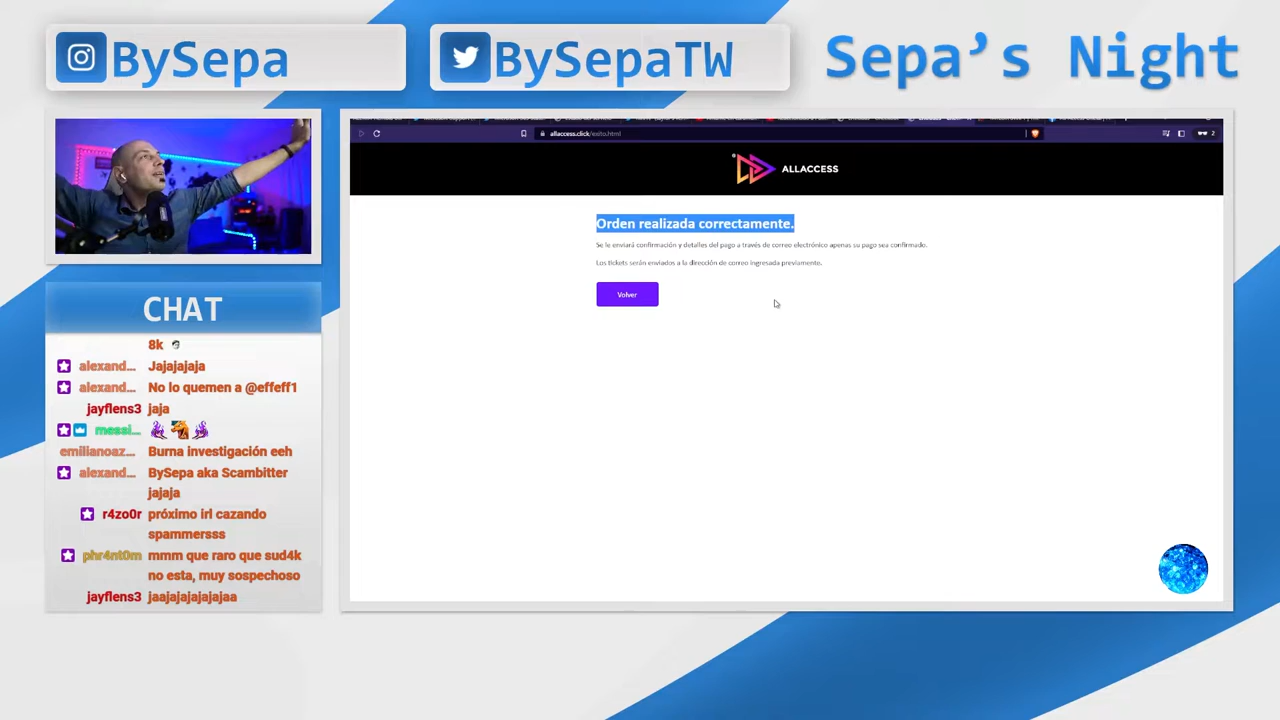 BySepa
BySepaTW
Sepa's Night
allaccess.click/exito.html
2
ALLACCESS
Orden realizada correctamente.
Se le enviará confirmación y detalles del pago a través de correo electrónico apenas su pago sea confirmado.
Los tickets serán enviados a la dirección de correo ingresada previamente.
Volver
CHAT
8k
alexand... Jajajajaja
alexand... No lo quemen a @effeff1
jayflens3 jaja
messi...
emilianoaz... Burna investigación eeh
alexand... BySepa aka Scambitter
jajaja
r4zo0r próximo irl cazando
spammersss
phr4nt0m mmm que raro que sud4k
no esta, muy sospechoso
jayflens3 jaajajajajajaa